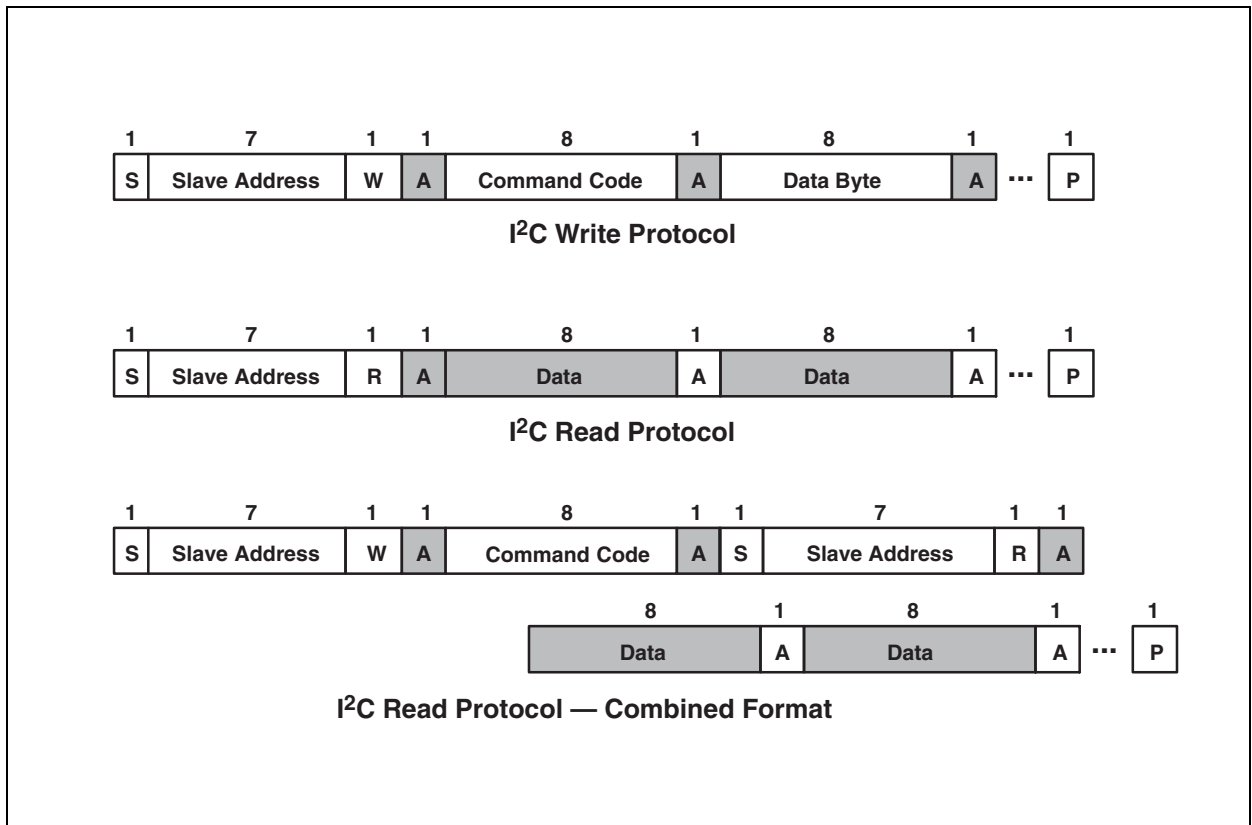 1 7 1 1 8 1 8 1 1
S Slave Address W A Command Code A Data Byte A ... P
I2C Write Protocol
1 7 1 1 8 1 8 1 1
S Slave Address R A Data A Data A ... P
I2C Read Protocol
1 7 1 1 8 1 1 7 1 1
S Slave Address W A Command Code A S Slave Address R A
8 1 8 1 1
Data A Data A ... P
I2C Read Protocol — Combined Format